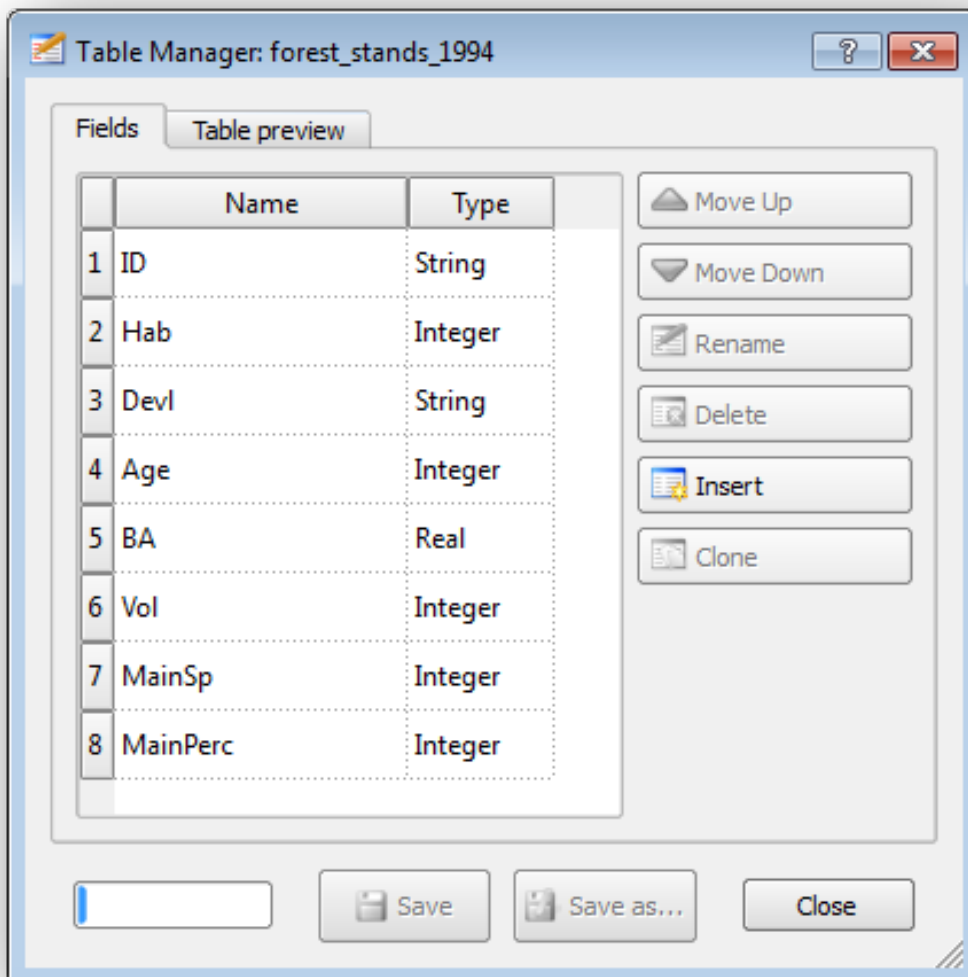 Table Manager: forest_stands_1994
?
Fields Table preview
Name Type
1 ID String
2 Hab Integer
3 Devl String
4 Age Integer
5 BA Real
6 Vol Integer
7 MainSp Integer
8 MainPerc Integer
Move Up
Move Down
Rename
Delete
Insert
Clone
Save Save as... Close